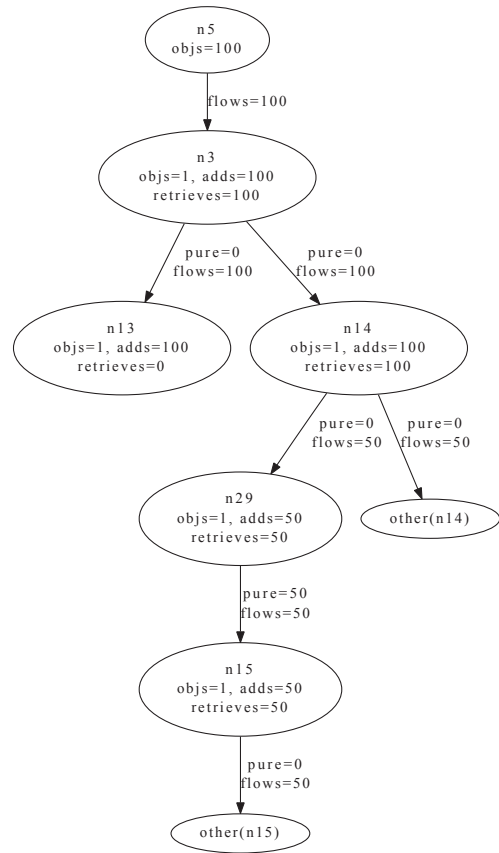 n5
objs=100
flows=100
n3
objs=1, adds=100
retrieves=100
pure=0
flows=100
pure=0
flows=100
n13
objs=1, adds=100
retrieves=0
n14
objs=1, adds=100
retrieves=100
pure=0
flows=50
pure=0
flows=50
n29
objs=1, adds=50
retrieves=50
other(n14)
pure=50
flows=50
n15
objs=1, adds=50
retrieves=50
pure=0
flows=50
other(n15)